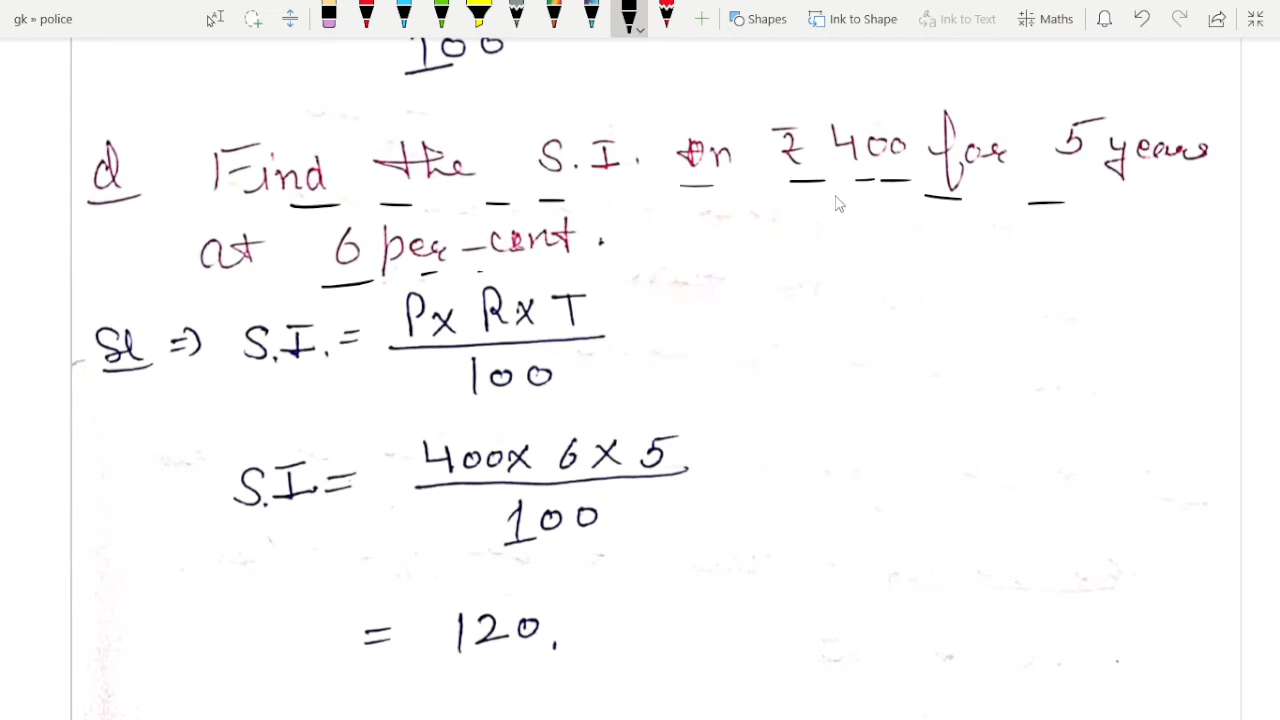 gk » police
Shapes Ink to Shape Ink to Text Maths
100
d Find the S.I. on ₹ 400 for 5 years
at 6 per-cent.
Sl ⇒ S.I. = P x R x T
100
S.I = 400 x 6 x 5
100
= 120.